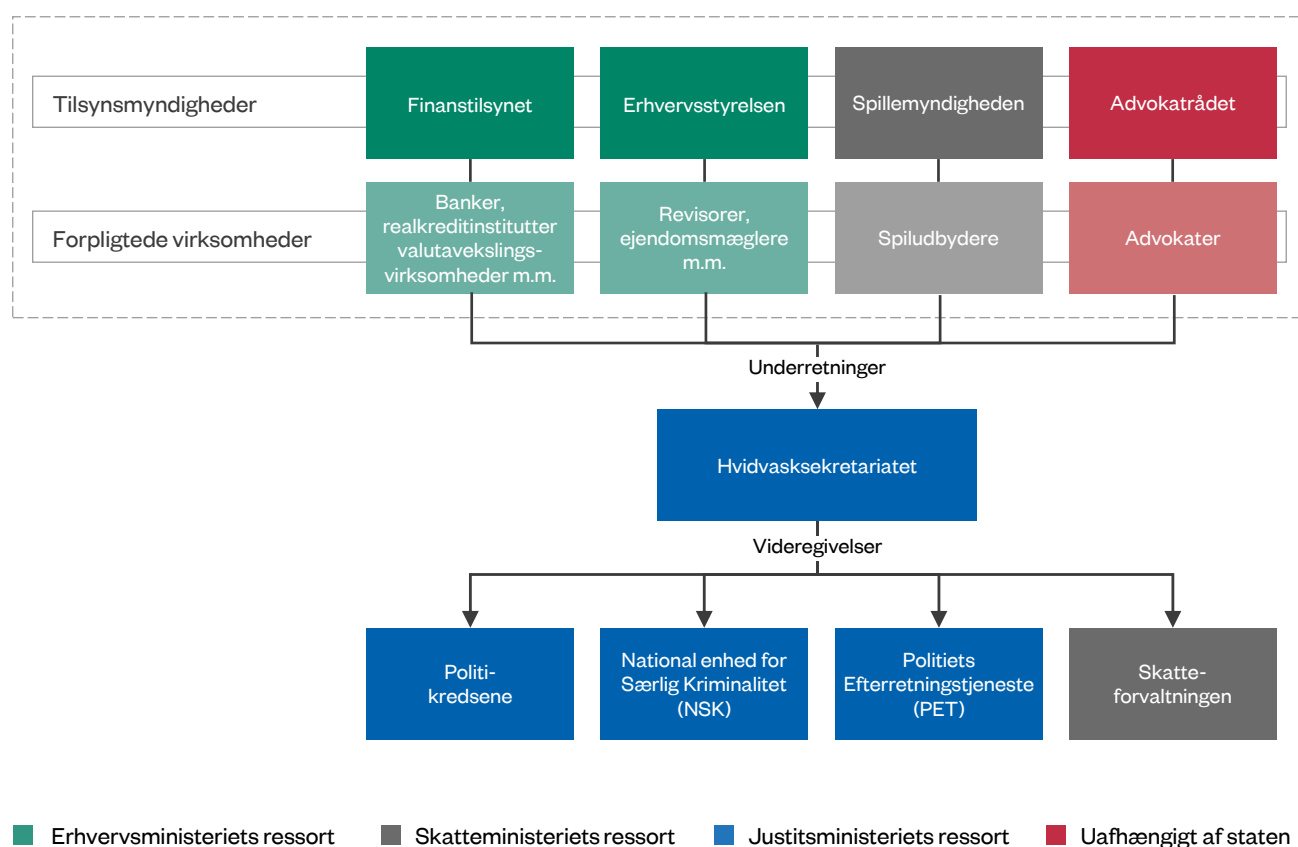 Tilsynsmyndigheder
Finanstilsynet
Erhvervsstyrelsen
Spillemyndigheden
Advokatrådet
Forpligtede virksomheder
Banker,
realkreditinstitutter
valutavekslings-
virksomheder m.m.
Revisorer,
ejendomsmæglere
m.m.
Spiludbydere
Advokater
Underretninger
Hvidvasksekretariatet
Videregivelser
Politi-
kredsene
National enhed for
Særlig Kriminalitet
(NSK)
Politiets
Efterretningstjeneste
(PET)
Skatte-
forvaltningen
Erhvervsministeriets ressort
Skatteministeriets ressort
Justitsministeriets ressort
Uafhængigt af staten